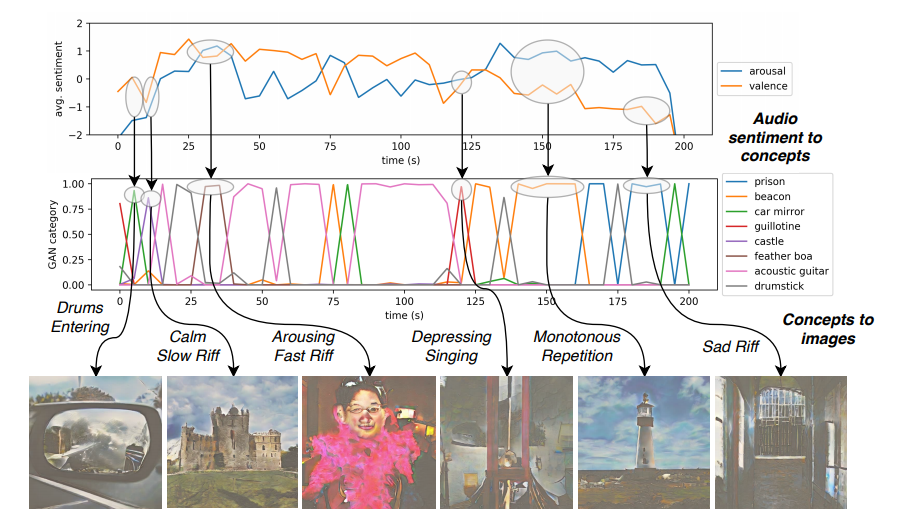 2
1
0
−1
−2
avg. sentiment
0
25
50
75
100
125
150
175
200
time (s)
arousal
valence
Audio
sentiment to
concepts
1.00
0.75
0.50
0.25
0.00
GAN category
0
25
50
75
100
125
150
175
200
time (s)
prison
beacon
car mirror
guillotine
castle
feather boa
acoustic guitar
drumstick
Concepts to
images
Drums
Entering
Calm
Slow Riff
Arousing
Fast Riff
Depressing
Singing
Monotonous
Repetition
Sad Riff